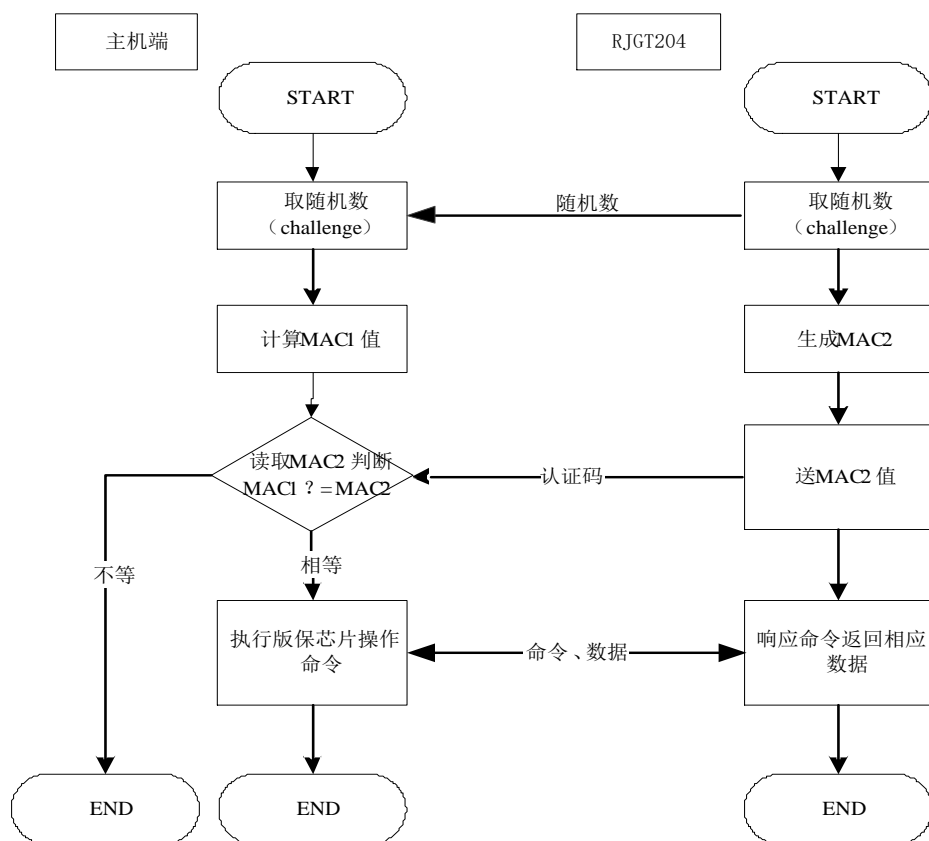 主机端
RJGT204
START
START
取随机数
（challenge）
随机数
取随机数
（challenge）
计算MAC1 值
生成MAC2
读取MAC2 判断
MAC1 ？=MAC2
认证码
送MAC2 值
不等
相等
执行版保芯片操作
命令
命令、数据
响应命令返回相应
数据
END
END
END